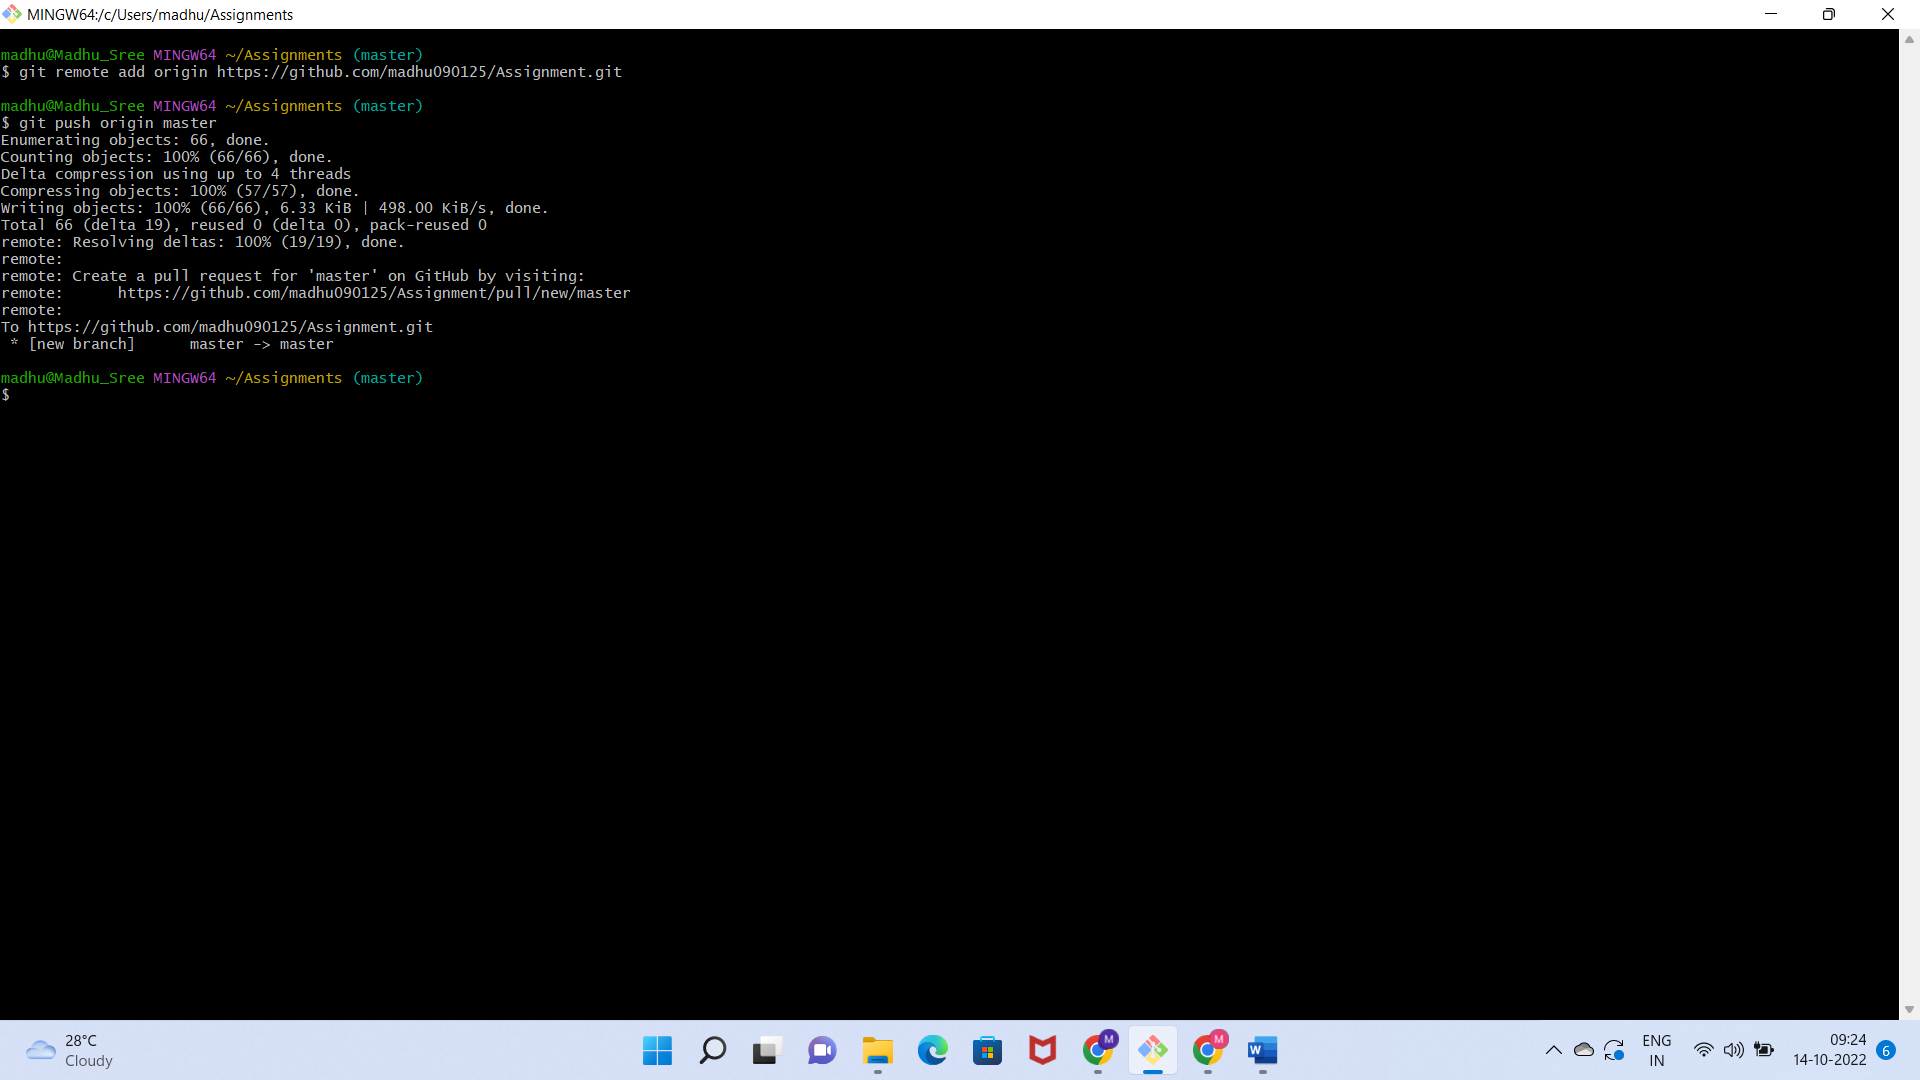 MINGW64:/c/Users/madhu/Assignments
madhu@Madhu_Sree MINGW64 ~/Assignments (master)
$ git remote add origin https://github.com/madhu090125/Assignment.git
madhu@Madhu_Sree MINGW64 ~/Assignments (master)
$ git push origin master
Enumerating objects: 66, done.
Counting objects: 100% (66/66), done.
Delta compression using up to 4 threads
Compressing objects: 100% (57/57), done.
Writing objects: 100% (66/66), 6.33 KiB | 498.00 KiB/s, done.
Total 66 (delta 19), reused 0 (delta 0), pack-reused 0
remote: Resolving deltas: 100% (19/19), done.
remote:
remote: Create a pull request for 'master' on GitHub by visiting:
remote:      https://github.com/madhu090125/Assignment/pull/new/master
remote:
To https://github.com/madhu090125/Assignment.git
 * [new branch]      master -> master
madhu@Madhu_Sree MINGW64 ~/Assignments (master)
$
28°C
Cloudy
M
M
W
ENG
IN
09:24
14-10-2022
6